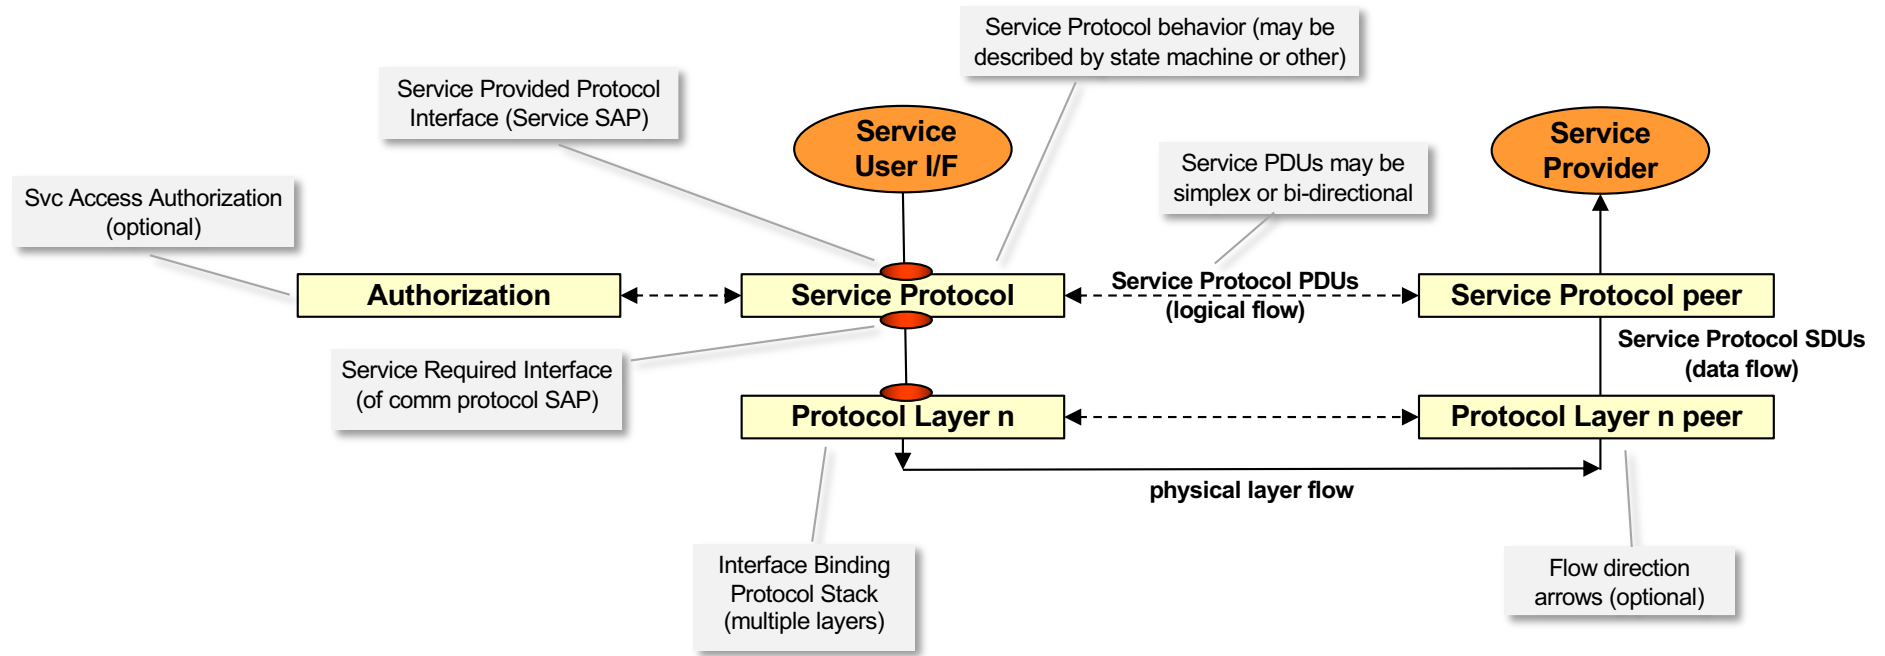 Service Protocol behavior (may be
described by state machine or other)
Service Provided Protocol
Interface (Service SAP)
Service
User I/F
Service
Provider
Service PDUs may be
simplex or bi-directional
Svc Access Authorization
(optional)
Authorization
Service Protocol
Service Protocol PDUs
(logical flow)
Service Protocol peer
Service Protocol SDUs
(data flow)
Service Required Interface
(of comm protocol SAP)
Protocol Layer n
Protocol Layer n peer
physical layer flow
Interface Binding
Protocol Stack
(multiple layers)
Flow direction
arrows (optional)